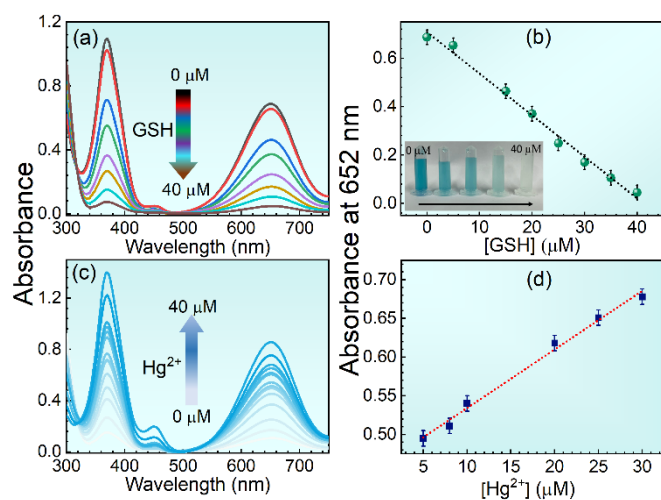 (a)
1.2
0.8
0.4
0.0
0 µM
GSH
40 µM
300 400 500 600 700
Wavelength (nm)
Absorbance
(b)
0.6
0.4
0.2
0.0
0 µM
40 µM
0 10 20 30 40
[GSH] (µM)
Absorbance at 652 nm
(c)
1.2
0.8
0.4
0.0
40 µM
Hg²⁺
0 µM
300 400 500 600 700
Wavelength (nm)
(d)
0.70
0.65
0.60
0.55
0.50
5 10 15 20 25 30
[Hg²⁺] (µM)